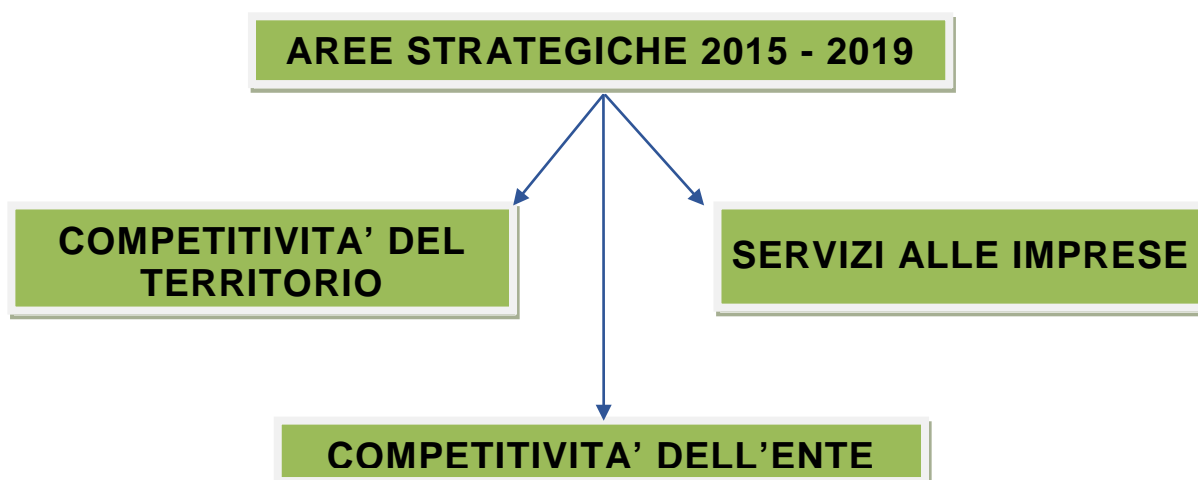 AREE STRATEGICHE 2015 - 2019
COMPETITIVITA’ DEL
TERRITORIO
SERVIZI ALLE IMPRESE
COMPETITIVITA’ DELL’ENTE